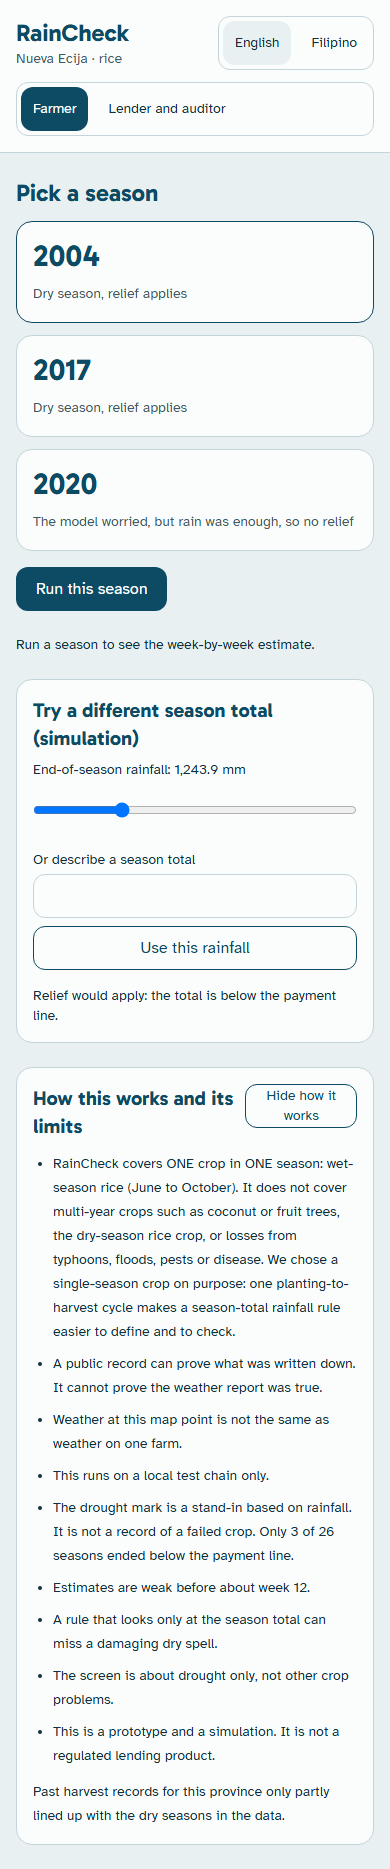 RainCheck
Nueva Ecija · rice
English
Filipino
Farmer
Lender and auditor
Pick a season
2004
Dry season, relief applies
2017
Dry season, relief applies
2020
The model worried, but rain was enough, so no relief
Run this season
Run a season to see the week-by-week estimate.
Try a different season total
(simulation)
End-of-season rainfall: 1,243.9 mm
Or describe a season total
Use this rainfall
Relief would apply: the total is below the payment
line.
How this works and its
limits
Hide how it
works
• RainCheck covers ONE crop in ONE season: wet-
season rice (June to October). It does not cover
multi-year crops such as coconut or fruit trees,
the dry-season rice crop, or losses from
typhoons, floods, pests or disease. We chose a
single-season crop on purpose: one planting-to-
harvest cycle makes a season-total rainfall rule
easier to define and to check.
• A public record can prove what was written down.
It cannot prove the weather report was true.
• Weather at this map point is not the same as
weather on one farm.
• This runs on a local test chain only.
• The drought mark is a stand-in based on rainfall.
It is not a record of a failed crop. Only 3 of 26
seasons ended below the payment line.
• Estimates are weak before about week 12.
• A rule that looks only at the season total can
miss a damaging dry spell.
• The screen is about drought only, not other crop
problems.
• This is a prototype and a simulation. It is not a
regulated lending product.
Past harvest records for this province only partly
lined up with the dry seasons in the data.